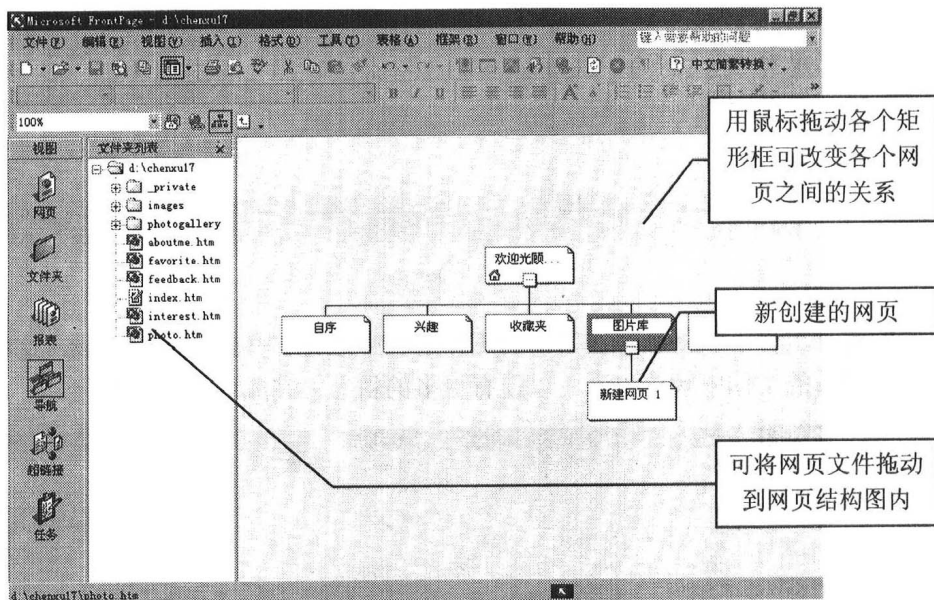 Microsoft FrontPage - d:\chenxu17
文件(F) 编辑(E) 视图(V) 插入(I) 格式(O) 工具(T) 表格(A) 框架(R) 窗口(W) 帮助(H) 键入需要帮助的问题
中文简繁转换
B I U A A
100%
视图
文件夹列表
d:\chenxu17
_private
images
photogallery
aboutme.htm
favorite.htm
feedback.htm
index.htm
interest.htm
photo.htm
网页
文件夹
报表
导航
超链接
任务
欢迎光顾...
自序
兴趣
收藏夹
图片库
新建网页 1
用鼠标拖动各个矩
形框可改变各个网
页之间的关系
新创建的网页
可将网页文件拖动
到网页结构图内
d:\chenxu17\photo.htm